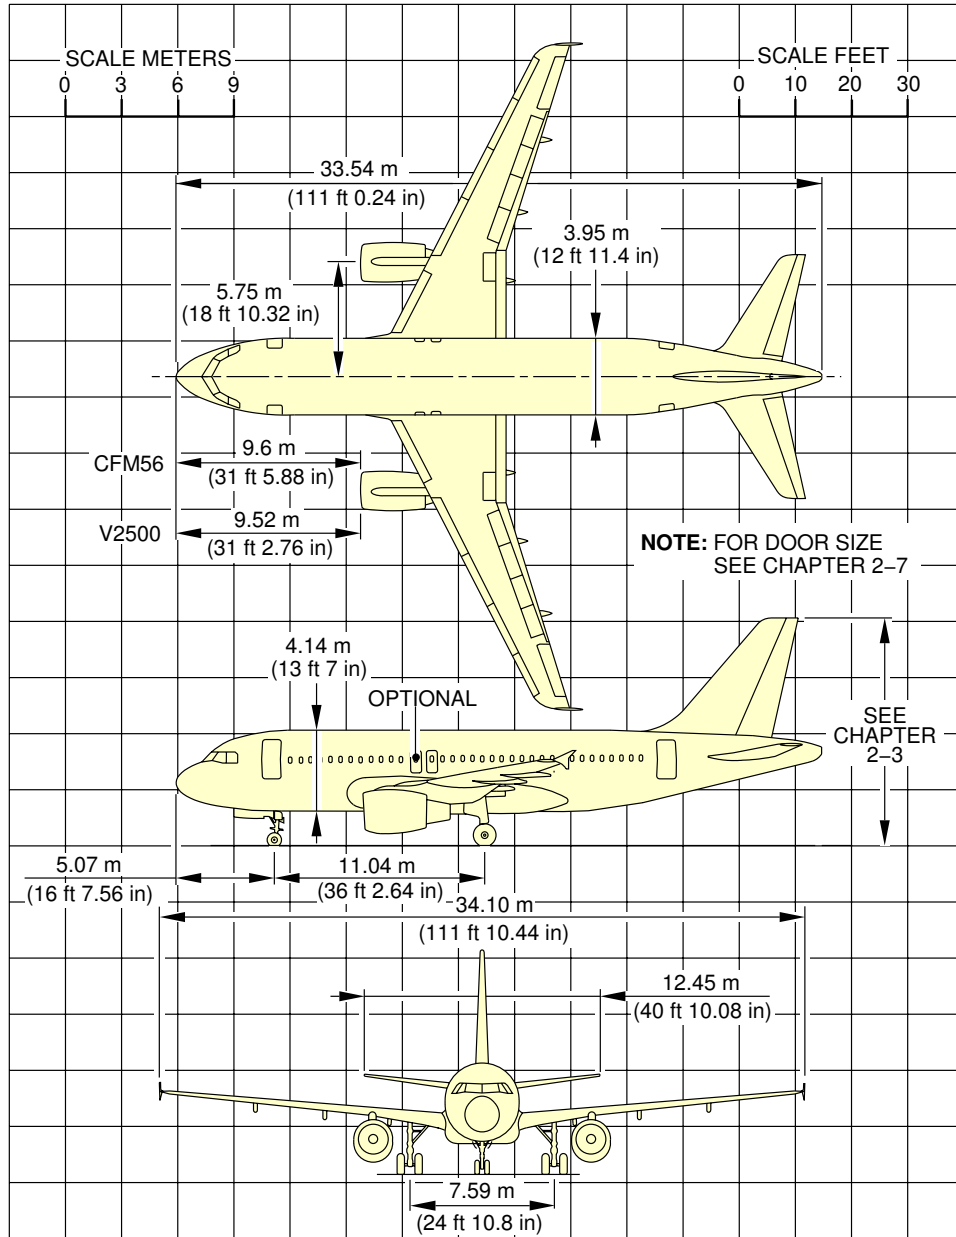 SCALE METERS
0 3 6 9
SCALE FEET
0 10 20 30
33.54 m
(111 ft 0.24 in)
3.95 m
(12 ft 11.4 in)
5.75 m
(18 ft 10.32 in)
CFM56
9.6 m
(31 ft 5.88 in)
V2500
9.52 m
(31 ft 2.76 in)
NOTE: FOR DOOR SIZE
SEE CHAPTER 2–7
4.14 m
(13 ft 7 in)
OPTIONAL
SEE
CHAPTER
2–3
5.07 m
(16 ft 7.56 in)
11.04 m
(36 ft 2.64 in)
34.10 m
(111 ft 10.44 in)
12.45 m
(40 ft 10.08 in)
7.59 m
(24 ft 10.8 in)